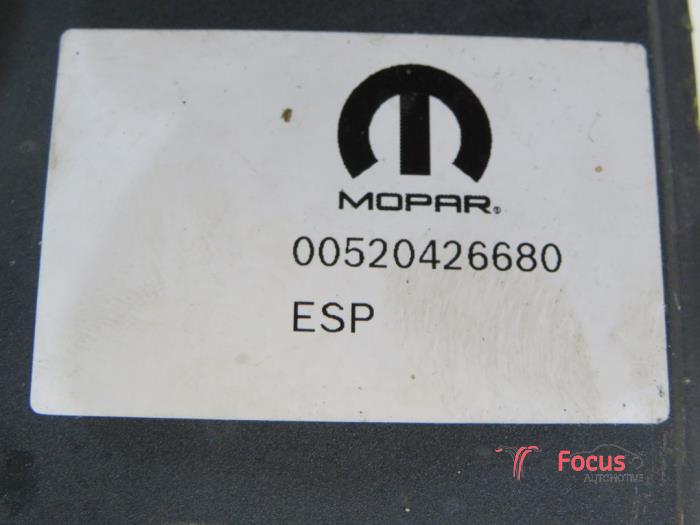 MOPAR®
00520426680
ESP
Focus
AUTOMOTIVE